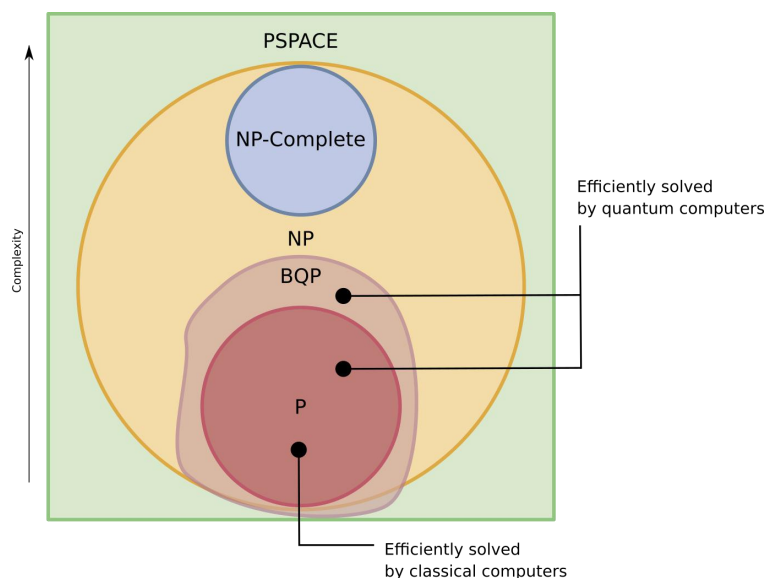 PSPACE
NP-Complete
Efficiently solved
by quantum computers
NP
Complexity
BQP
P
Efficiently solved
by classical computers